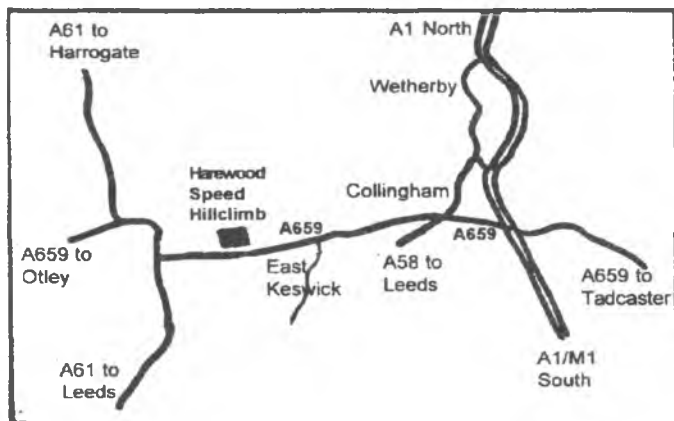 A61 to
Harrogate
A1 North
Wetherby
Harewood
Speed
Hillclimb
Collingham
A659
A659
A659 to
Otley
East
Keswick
A58 to
Leeds
A659 to
Tadcaster
A61 to
Leeds
A1/M1
South